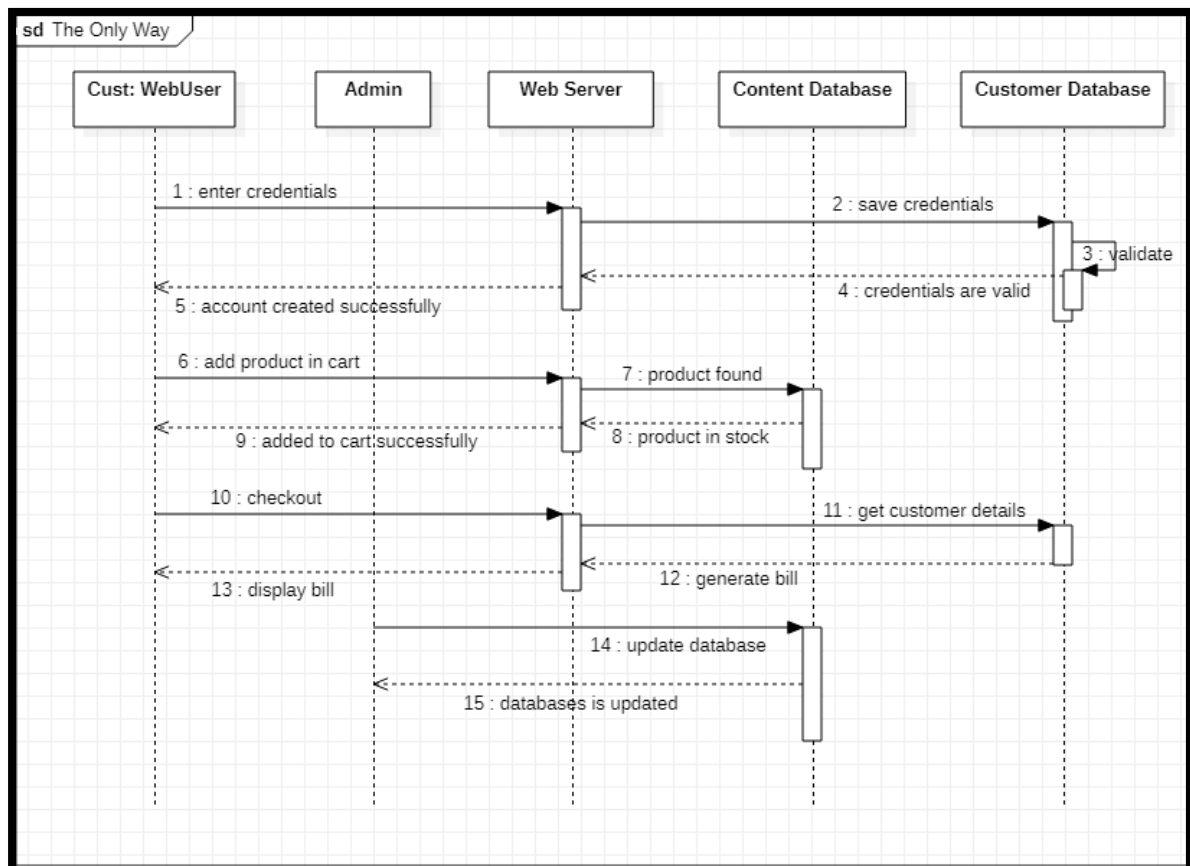 sd The Only Way
Cust: WebUser
Admin
Web Server
Content Database
Customer Database
1 : enter credentials
2 : save credentials
3 : validate
4 : credentials are valid
5 : account created successfully
6 : add product in cart
7 : product found
8 : product in stock
9 : added to cart successfully
10 : checkout
11 : get customer details
12 : generate bill
13 : display bill
14 : update database
15 : databases is updated